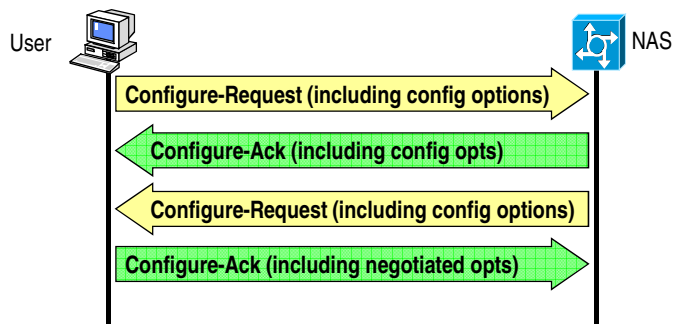 User
NAS
Configure-Request (including config options)
Configure-Ack (including config opts)
Configure-Request (including config options)
Configure-Ack (including negotiated opts)